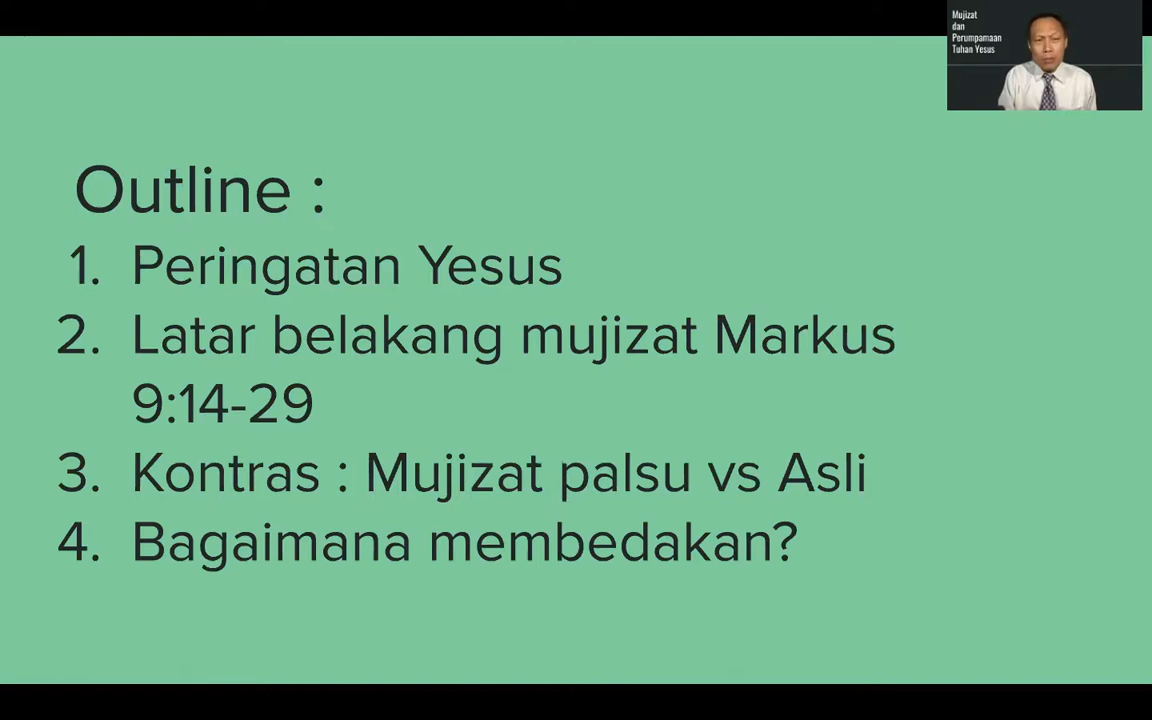 Mujizat
dan
Perumpamaan
Tuhan Yesus
Outline :
1. Peringatan Yesus
2. Latar belakang mujizat Markus
9:14-29
3. Kontras : Mujizat palsu vs Asli
4. Bagaimana membedakan?